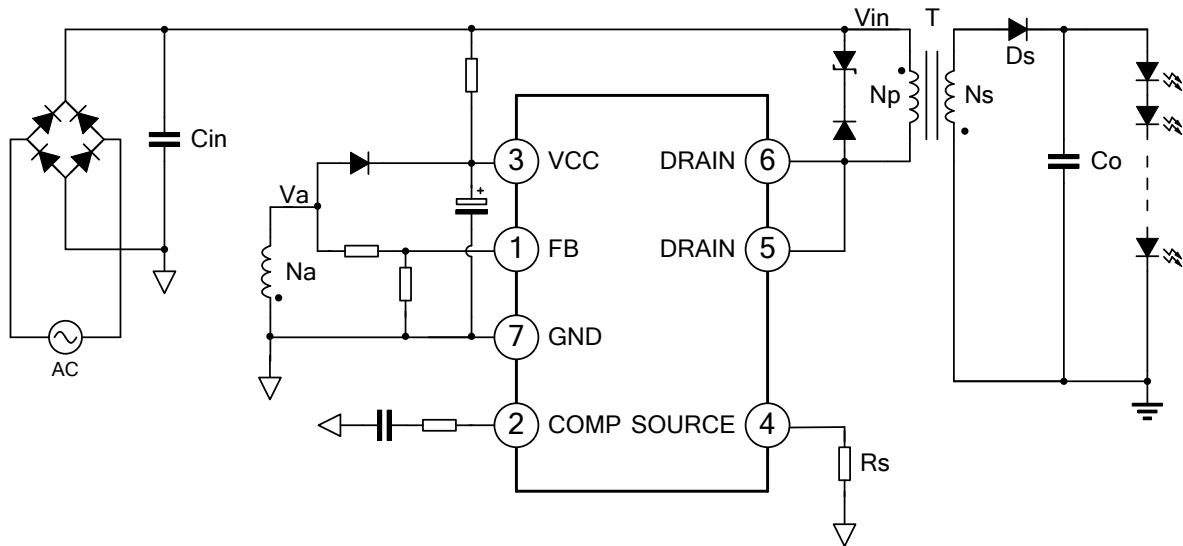 Vin
T
Ds
Cin
Np
Ns
3
VCC
DRAIN
6
Co
Va
+
1
FB
DRAIN
5
Na
7
GND
AC
2
COMP
SOURCE
4
Rs